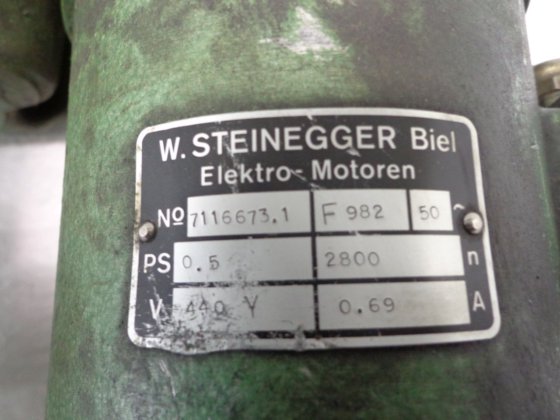 W. STEINEGGER Biel
Elektro-Motoren
No 7116673.1 F 982 50 ~
PS 0.5 2800 n
V 440 Y 0.69 A